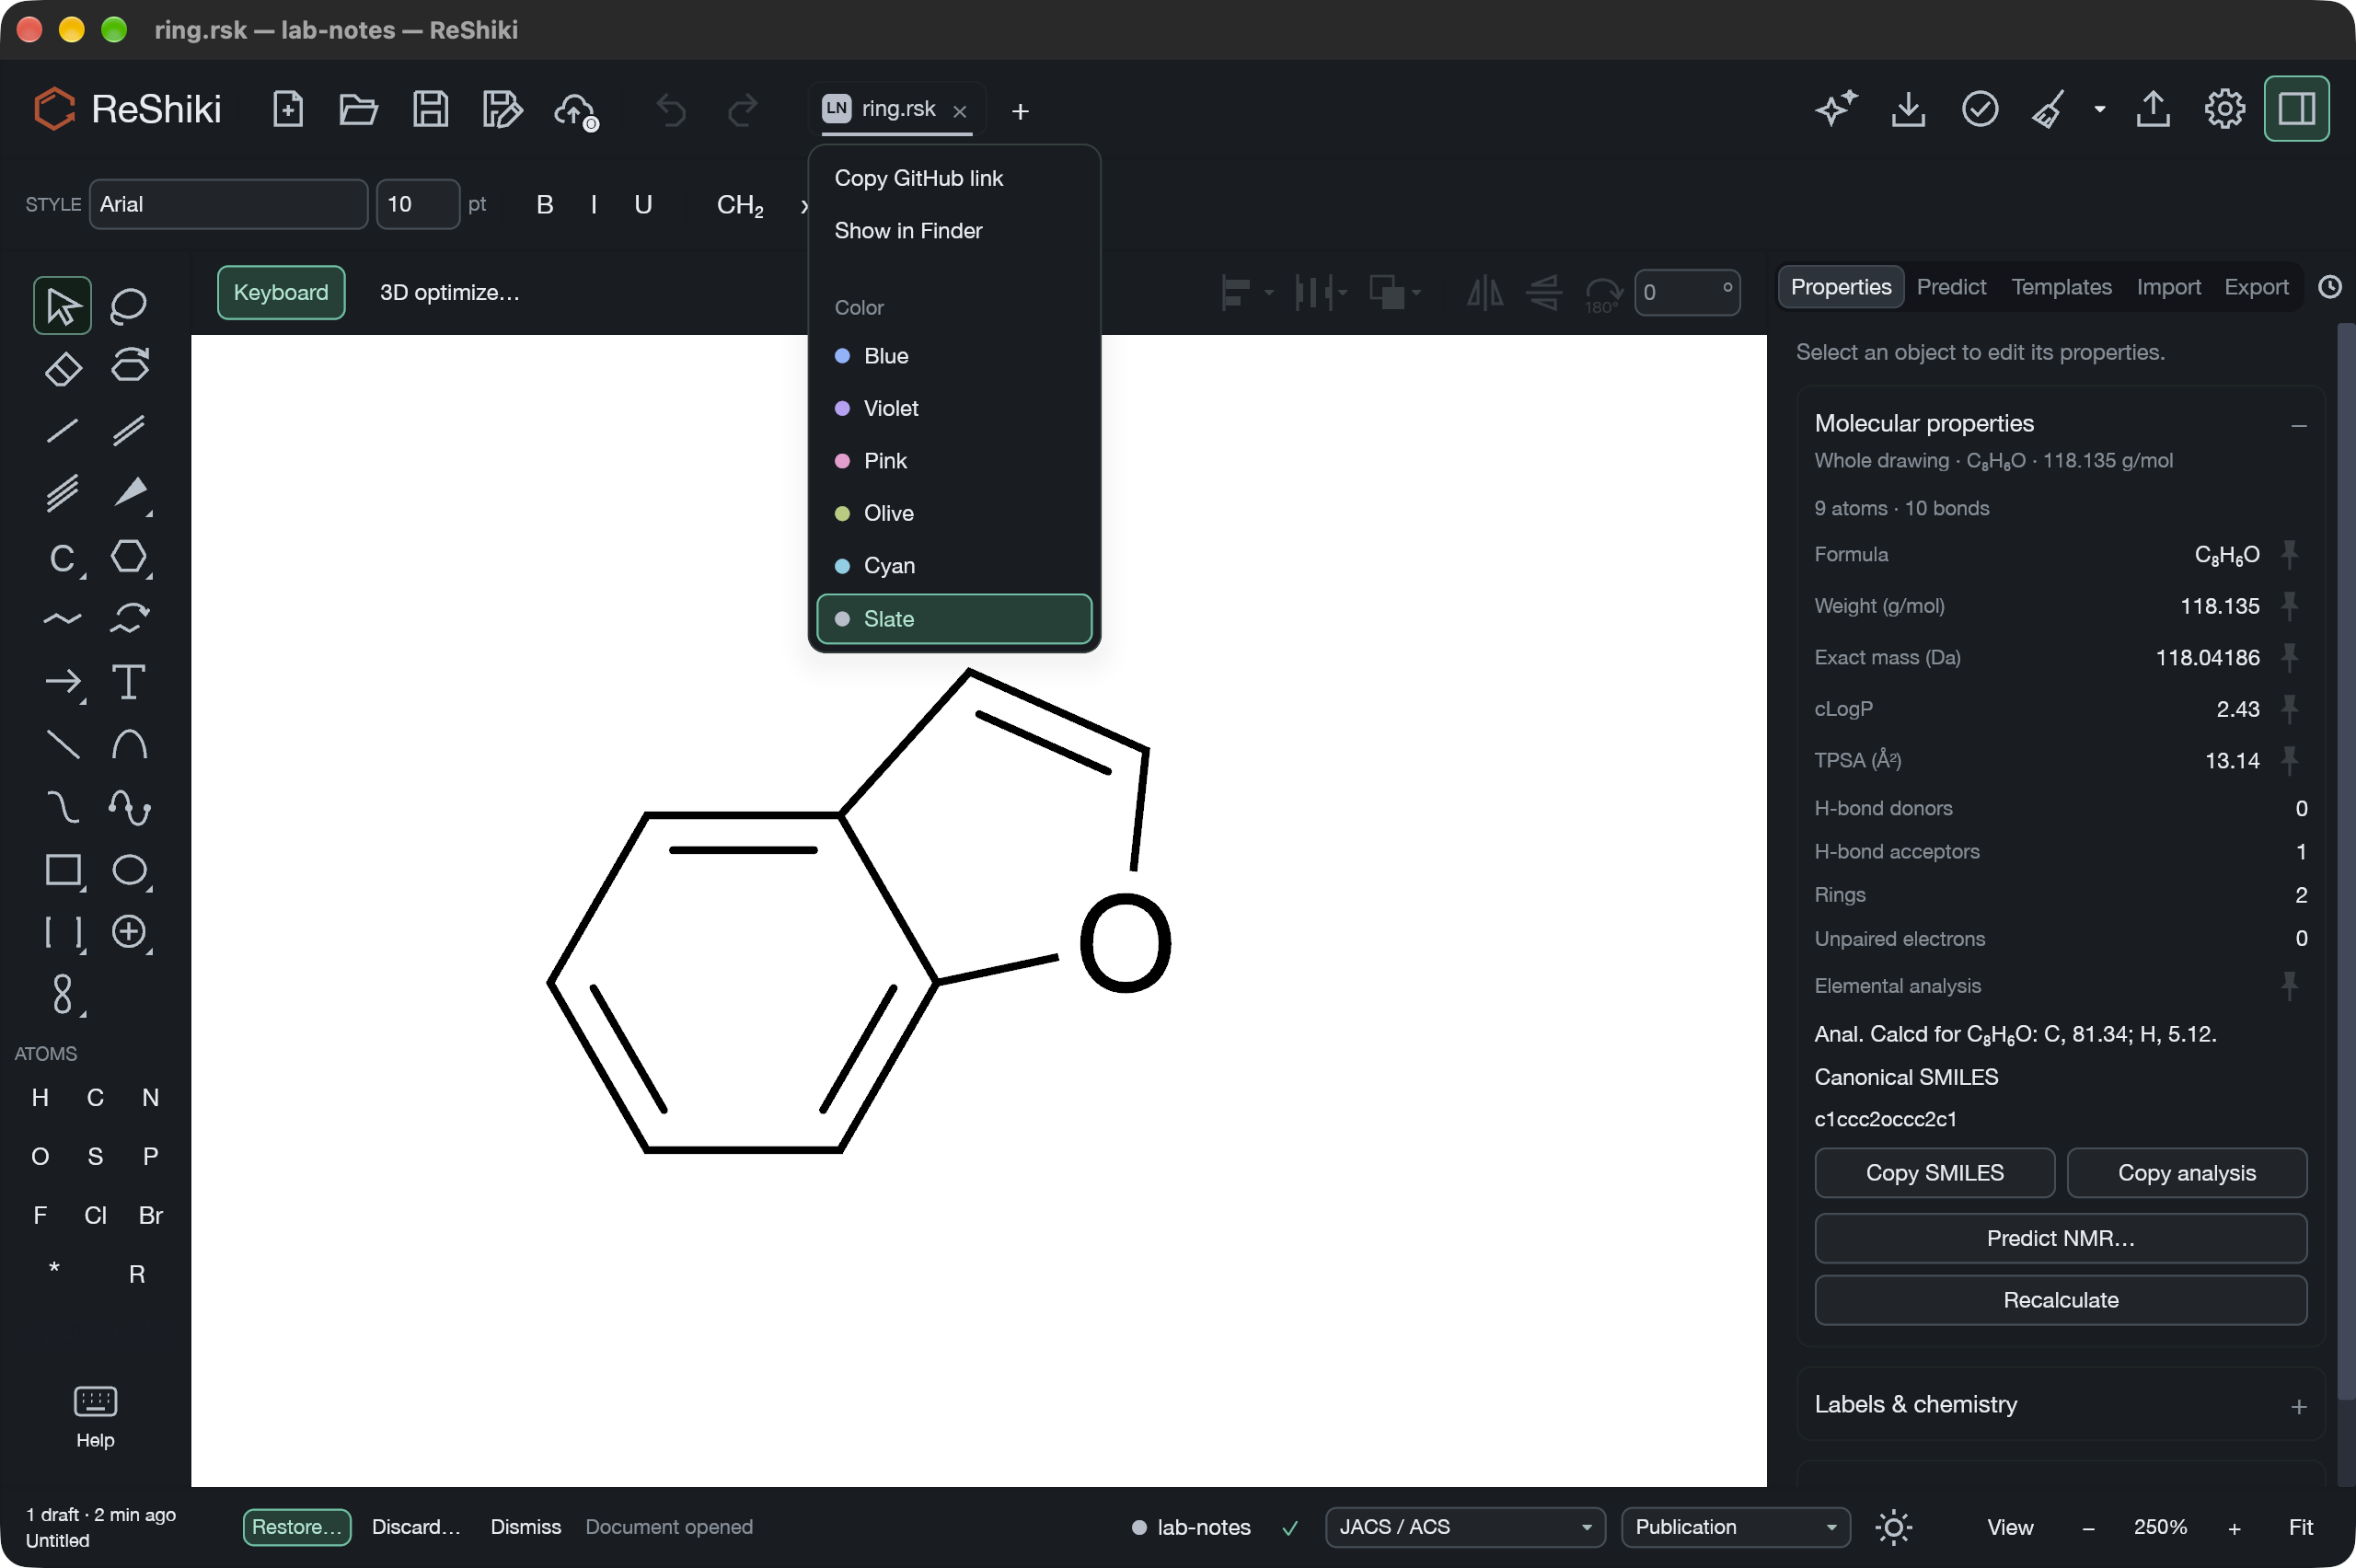 ring.rsk — lab-notes — ReShiki
ReShiki
LN ring.rsk × +
STYLE Arial 10 pt B I U CH₂
Copy GitHub link
Show in Finder
Color
Blue
Violet
Pink
Olive
Cyan
Slate
Keyboard 3D optimize…
180° 0 °
Properties Predict Templates Import Export
Select an object to edit its properties.
Molecular properties –
Whole drawing · C₈H₆O · 118.135 g/mol
9 atoms · 10 bonds
Formula C₈H₆O
Weight (g/mol) 118.135
Exact mass (Da) 118.04186
cLogP 2.43
TPSA (Å²) 13.14
H-bond donors 0
H-bond acceptors 1
Rings 2
Unpaired electrons 0
Elemental analysis
Anal. Calcd for C₈H₆O: C, 81.34; H, 5.12.
Canonical SMILES
c1ccc2occc2c1
Copy SMILES Copy analysis
Predict NMR…
Recalculate
Labels & chemistry +
C
T
[ ]
ATOMS
H C N
O S P
F Cl Br
* R
Help
O
1 draft · 2 min ago
Untitled
Restore… Discard… Dismiss Document opened
lab-notes ✓ JACS / ACS Publication View – 250% + Fit